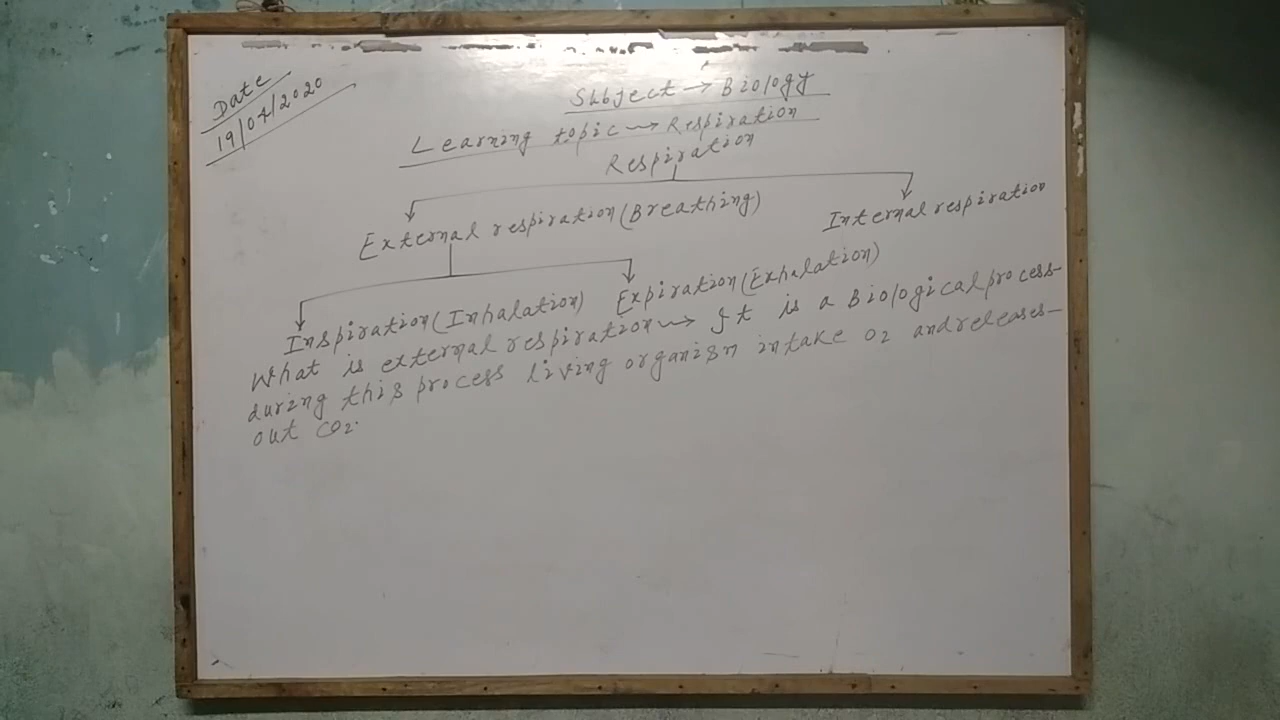 Date
19/04/2020
Subject → Biology
Learning topic → Respiration
Respiration
External respiration (Breathing)
Internal respiration
Inspiration (Inhalation)
Expiration (Exhalation)
What is external respiration → It is a Biological process-
during this process living organism intake O2 and releases-
out CO2.